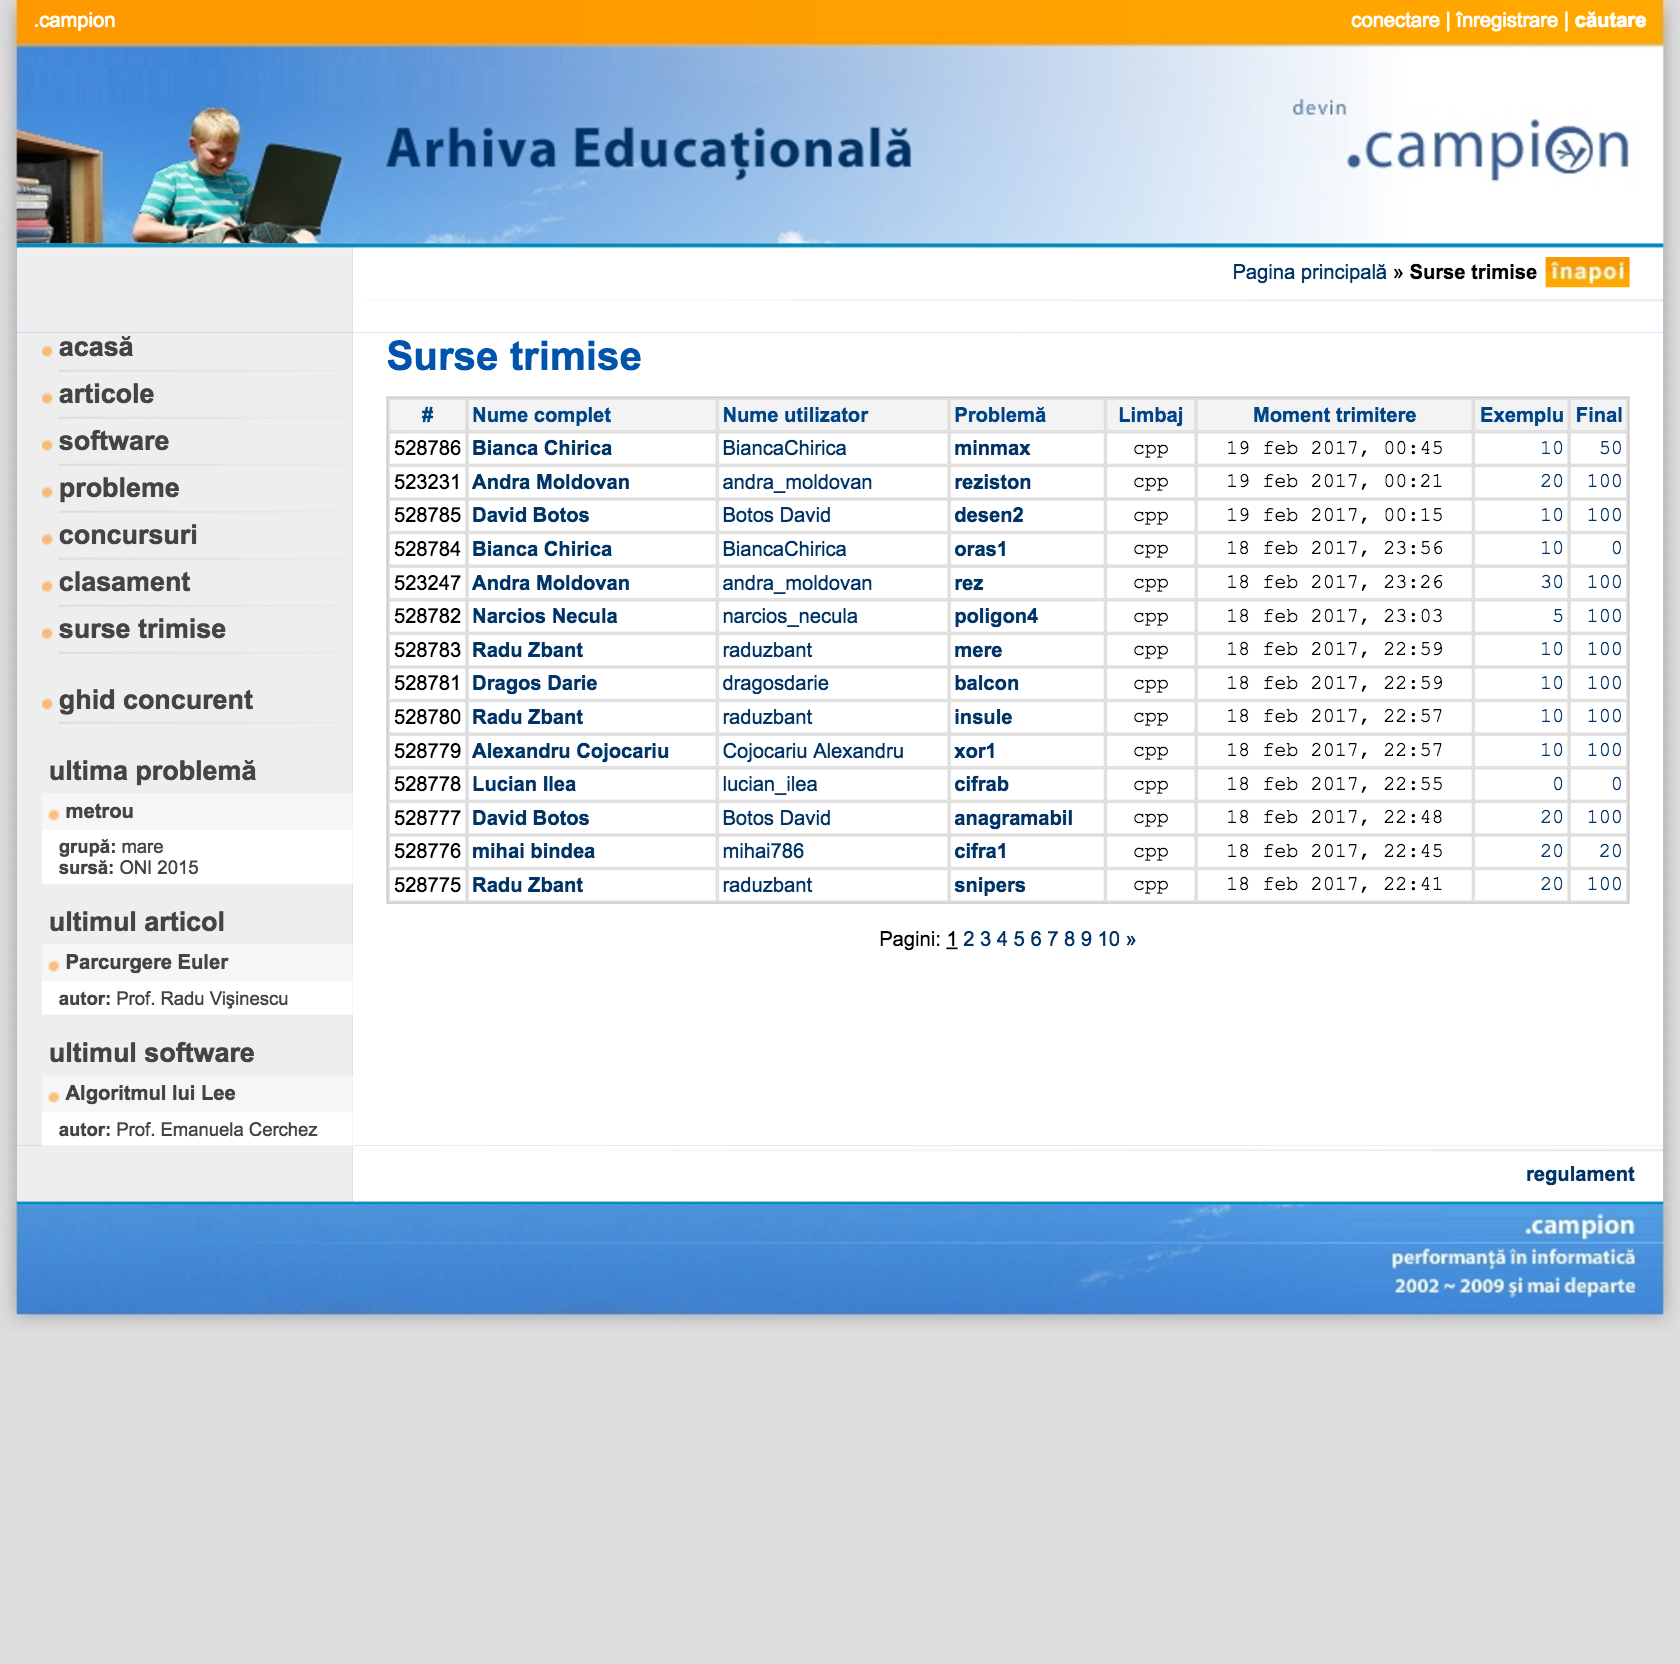 .campion
conectare | înregistrare | căutare
Arhiva Educațională
devin
.campion
Pagina principală » Surse trimise înapoi
acasă
articole
software
probleme
concursuri
clasament
surse trimise
ghid concurent
ultima problemă
metrou
grupă: mare
sursă: ONI 2015
ultimul articol
Parcurgere Euler
autor: Prof. Radu Vişinescu
ultimul software
Algoritmul lui Lee
autor: Prof. Emanuela Cerchez
Surse trimise
# Nume complet Nume utilizator Problemă Limbaj Moment trimitere Exemplu Final
528786 Bianca Chirica BiancaChirica minmax cpp 19 feb 2017, 00:45 10 50
523231 Andra Moldovan andra_moldovan reziston cpp 19 feb 2017, 00:21 20 100
528785 David Botos Botos David desen2 cpp 19 feb 2017, 00:15 10 100
528784 Bianca Chirica BiancaChirica oras1 cpp 18 feb 2017, 23:56 10 0
523247 Andra Moldovan andra_moldovan rez cpp 18 feb 2017, 23:26 30 100
528782 Narcios Necula narcios_necula poligon4 cpp 18 feb 2017, 23:03 5 100
528783 Radu Zbant raduzbant mere cpp 18 feb 2017, 22:59 10 100
528781 Dragos Darie dragosdarie balcon cpp 18 feb 2017, 22:59 10 100
528780 Radu Zbant raduzbant insule cpp 18 feb 2017, 22:57 10 100
528779 Alexandru Cojocariu Cojocariu Alexandru xor1 cpp 18 feb 2017, 22:57 10 100
528778 Lucian Ilea lucian_ilea cifrab cpp 18 feb 2017, 22:55 0 0
528777 David Botos Botos David anagramabil cpp 18 feb 2017, 22:48 20 100
528776 mihai bindea mihai786 cifra1 cpp 18 feb 2017, 22:45 20 20
528775 Radu Zbant raduzbant snipers cpp 18 feb 2017, 22:41 20 100
Pagini: 1 2 3 4 5 6 7 8 9 10 »
regulament
.campion
performanță în informatică
2002 ~ 2009 și mai departe